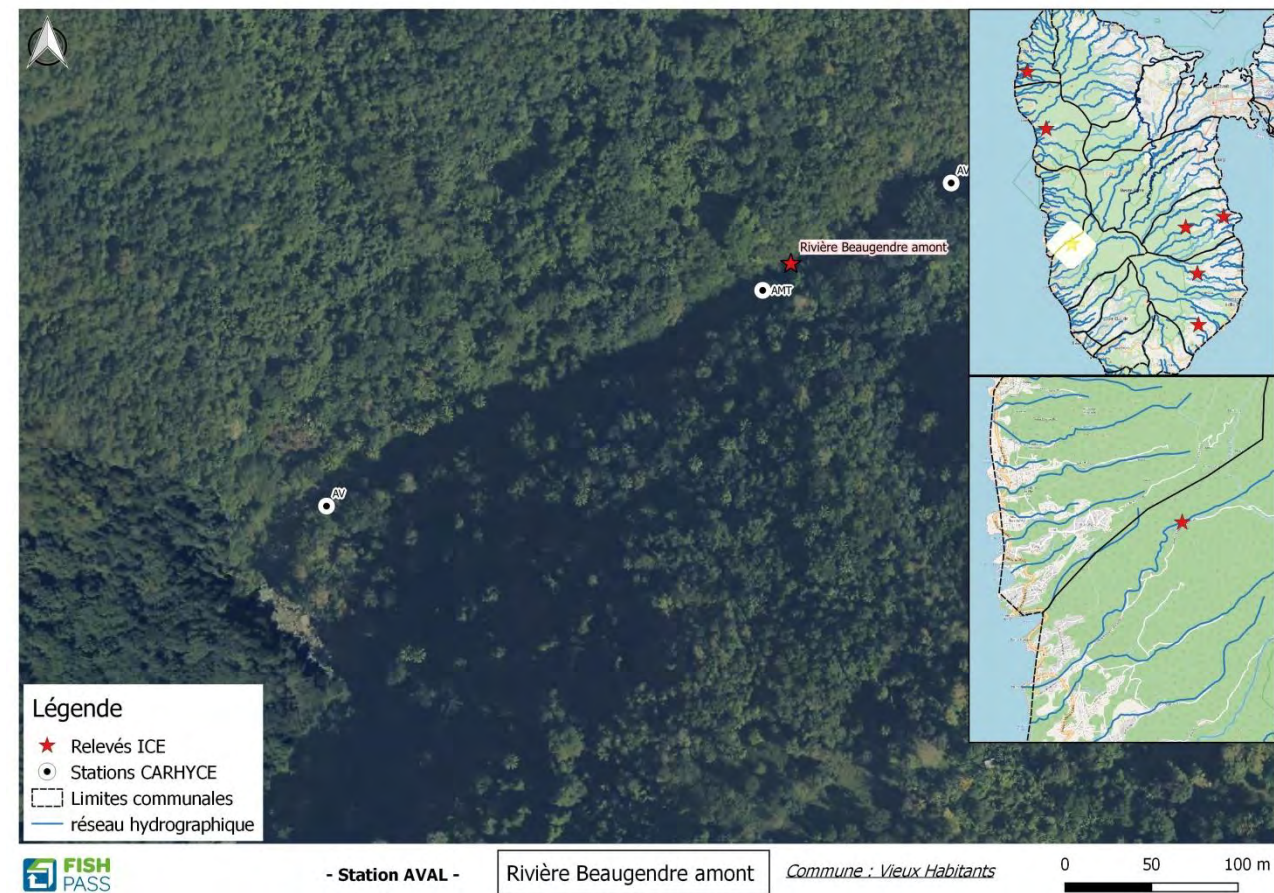 AV
Rivière Beaugendre amont
AMT
AV
Légende
Relevés ICE
Stations CARHYCE
Limites communales
réseau hydrographique
FISH
PASS
- Station AVAL -
Rivière Beaugendre amont
Commune : Vieux Habitants
0 50 100 m